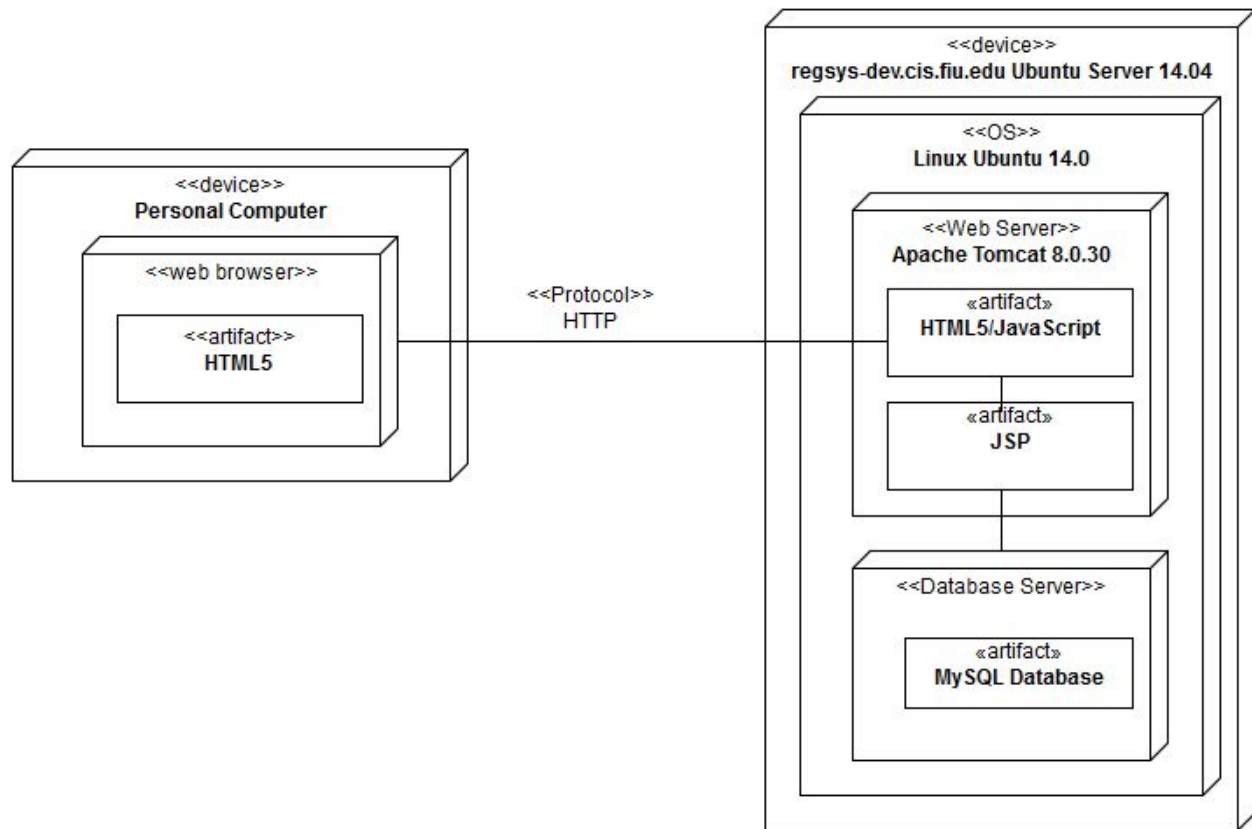 <<device>>
Personal Computer
<<web browser>>
<<artifact>>
HTML5
<<Protocol>>
HTTP
<<device>>
regsys-dev.cis.fiu.edu Ubuntu Server 14.04
<<OS>>
Linux Ubuntu 14.0
<<Web Server>>
Apache Tomcat 8.0.30
«artifact»
HTML5/JavaScript
«artifact»
JSP
<<Database Server>>
«artifact»
MySQL Database